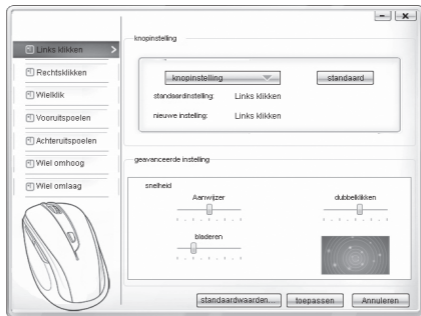 Links klikken
Rechtsklikken
Wielklik
Vooruitspoelen
Achteruitspoelen
Wiel omhoog
Wiel omlaag
knopinstelling
knopinstelling
standaard
standaardinstelling: Links klikken
nieuwe instelling: Links klikken
geavanceerde instelling
snelheid
Aanwijzer
dubbelklikken
bladeren
standaardwaarden...
toepassen
Annuleren